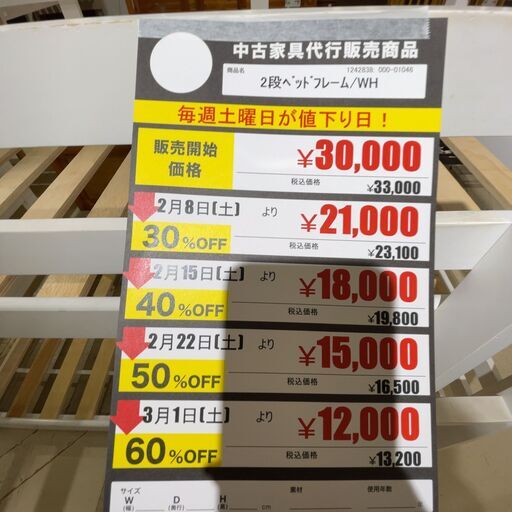 中古家具代行販売商品
商品名 1242838: 000-01046
2段ﾍﾞｯﾄﾞﾌﾚｰﾑ/WH
毎週土曜日が値下り日！
販売開始価格 ¥30,000
税込価格 ¥33,000
2月8日(土) より ¥21,000
30%OFF 税込価格 ¥23,100
2月15日(土) より ¥18,000
40%OFF 税込価格 ¥19,800
2月22日(土) より ¥15,000
50%OFF 税込価格 ¥16,500
3月1日(土) より ¥12,000
60%OFF 税込価格 ¥13,200
サイズ 素材 使用年数
W D H
(幅) (奥行) (高) cm